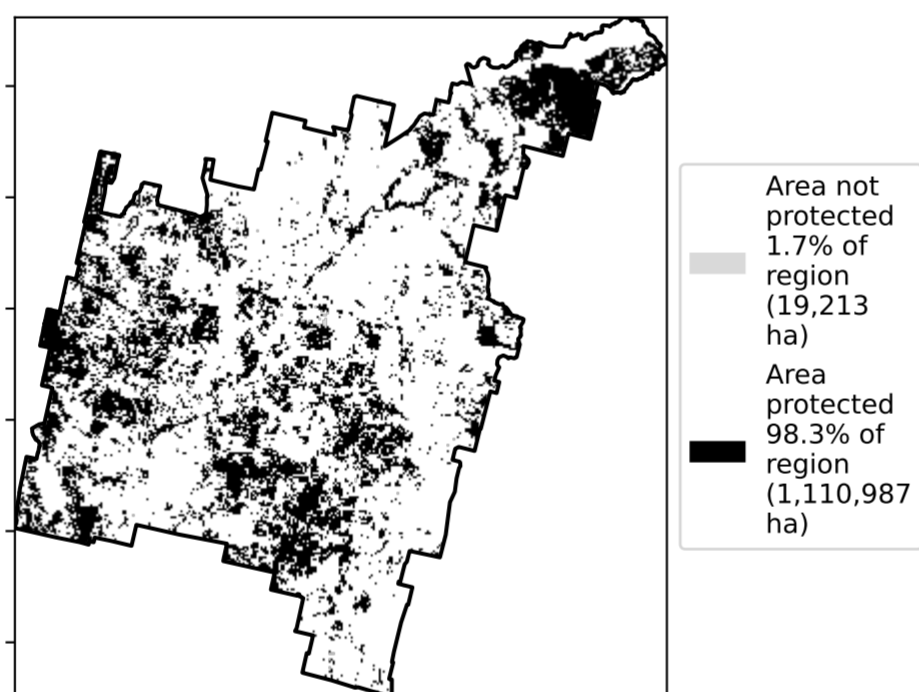 Area not
protected
1.7% of
region
(19,213
ha)
Area
protected
98.3% of
region
(1,110,987
ha)